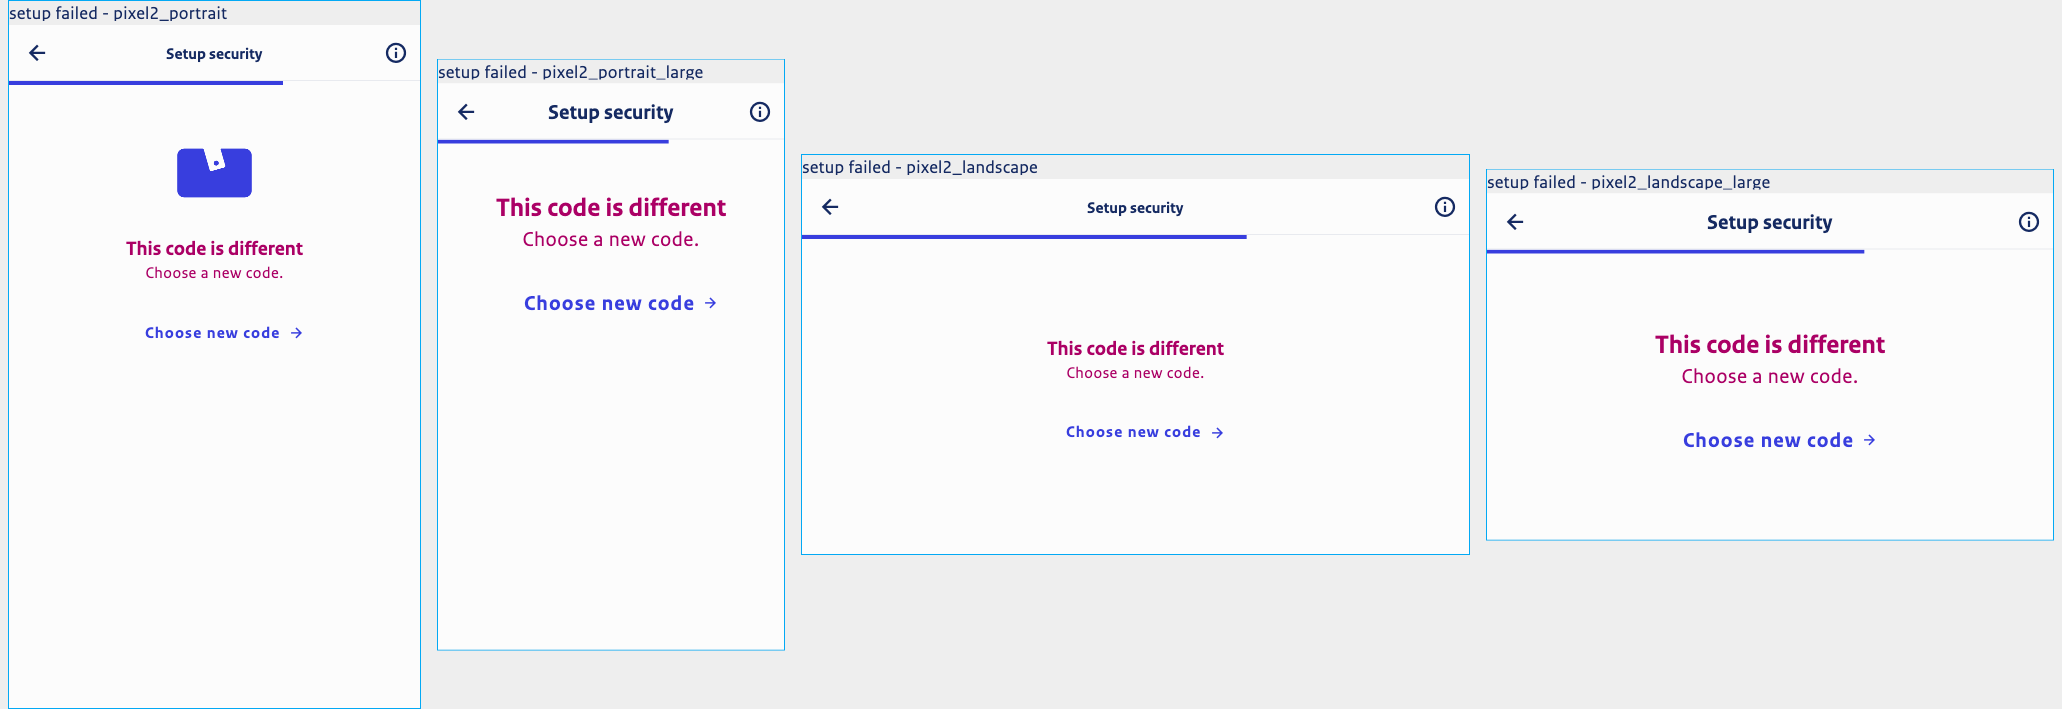 setup failed - pixel2_portrait
Setup security
This code is different
Choose a new code.
Choose new code
setup failed - pixel2_portrait_large
Setup security
This code is different
Choose a new code.
Choose new code
setup failed - pixel2_landscape
Setup security
This code is different
Choose a new code.
Choose new code
setup failed - pixel2_landscape_large
Setup security
This code is different
Choose a new code.
Choose new code